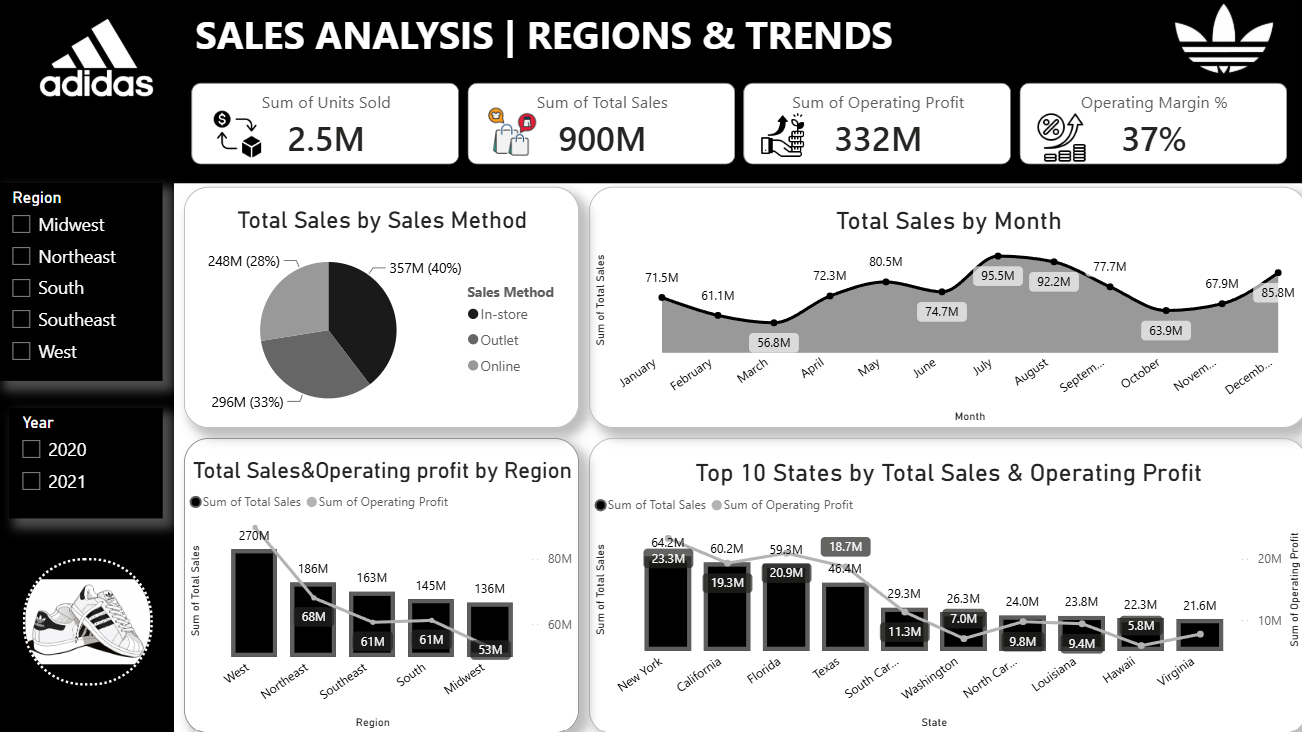 adidas
SALES ANALYSIS | REGIONS & TRENDS
Sum of Units Sold
2.5M
Sum of Total Sales
900M
Sum of Operating Profit
332M
Operating Margin %
37%
Region
Midwest
Northeast
South
Southeast
West
Year
2020
2021
Total Sales by Sales Method
248M (28%)
357M (40%)
296M (33%)
Sales Method
In-store
Outlet
Online
Total Sales by Month
Sum of Total Sales
71.5M
61.1M
56.8M
72.3M
80.5M
74.7M
95.5M
92.2M
77.7M
63.9M
67.9M
85.8M
January
February
March
April
May
June
July
August
Septem...
October
Novem...
Decemb...
Month
Total Sales&Operating profit by Region
Sum of Total Sales Sum of Operating Profit
Sum of Total Sales
270M
186M
163M
145M
136M
68M
61M
61M
53M
80M
60M
West
Northeast
Southeast
South
Midwest
Region
Top 10 States by Total Sales & Operating Profit
Sum of Total Sales Sum of Operating Profit
Sum of Total Sales
64.2M
60.2M
59.3M
46.4M
29.3M
26.3M
24.0M
23.8M
22.3M
21.6M
23.3M
19.3M
20.9M
18.7M
11.3M
7.0M
9.8M
9.4M
5.8M
20M
10M
Sum of Operating Profit
New York
California
Florida
Texas
South Car...
Washington
North Car...
Louisiana
Hawaii
Virginia
State